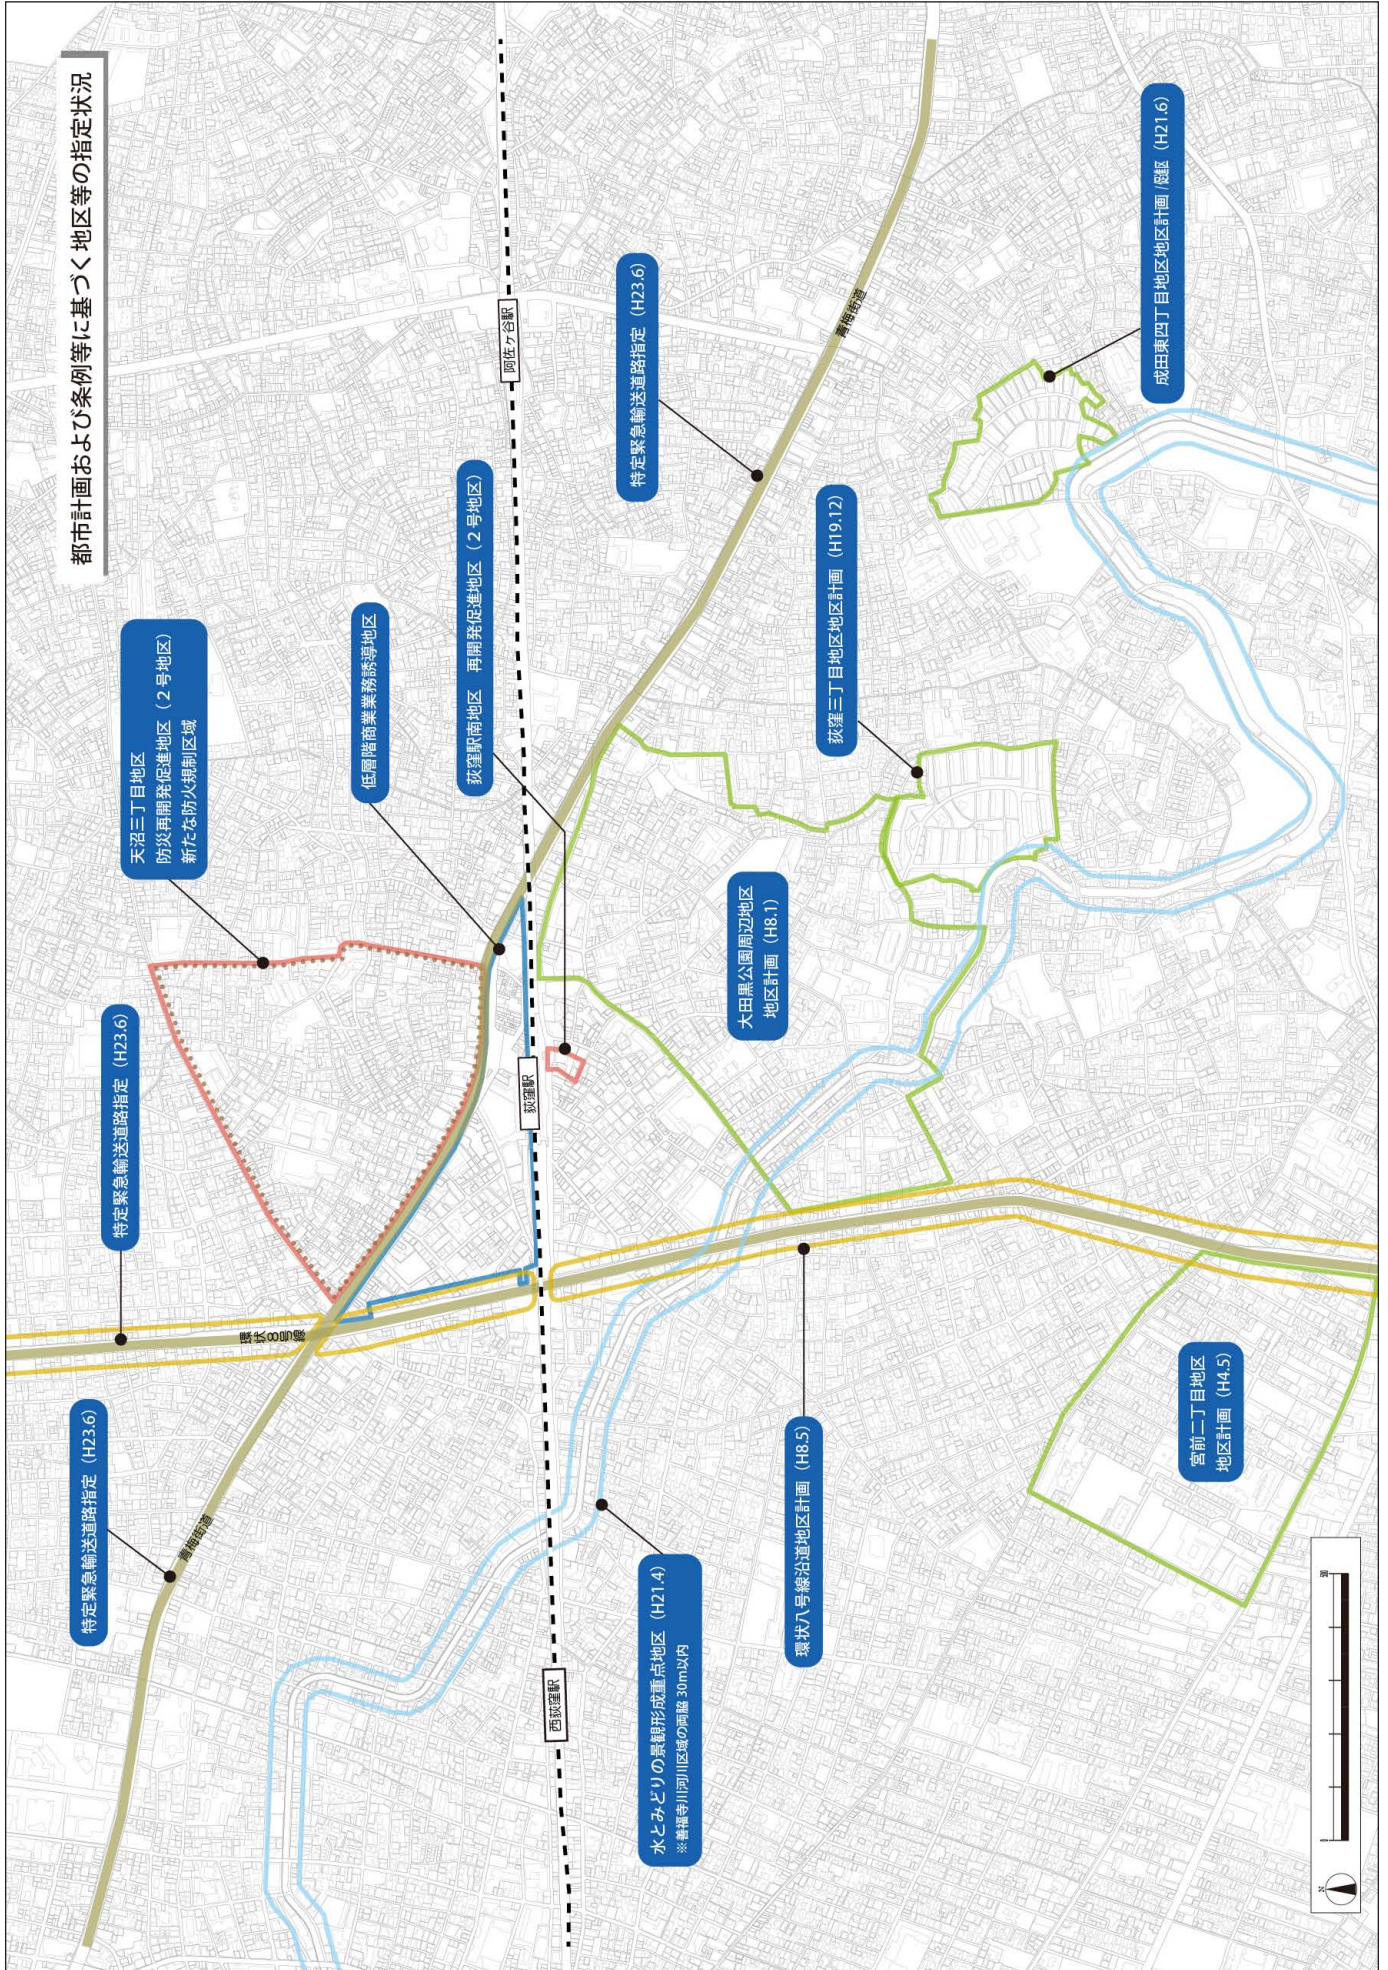 都市計画および条例等に基づく地区等の指定状況
特定緊急輸送道路指定（H23.6）
青梅街道
特定緊急輸送道路指定（H23.6）
環状8号線
天沼三丁目地区
防災再開発促進地区（２号地区）
新たな防火規制区域
低層階商業業務誘導地区
荻窪駅南地区　再開発促進地区（２号地区）
特定緊急輸送道路指定（H23.6）
青梅街道
西荻窪駅
荻窪駅
阿佐ヶ谷駅
水とみどりの景観形成重点地区（H21.4）
※善福寺川河川区域の両脇 30m以内
環状八号線沿道地区計画（H8.5）
大田黒公園周辺地区
地区計画（H8.1）
荻窪三丁目地区地区計画（H19.12）
成田東四丁目地区地区計画（H21.6）
宮前二丁目地区
地区計画（H4.5）
N
0